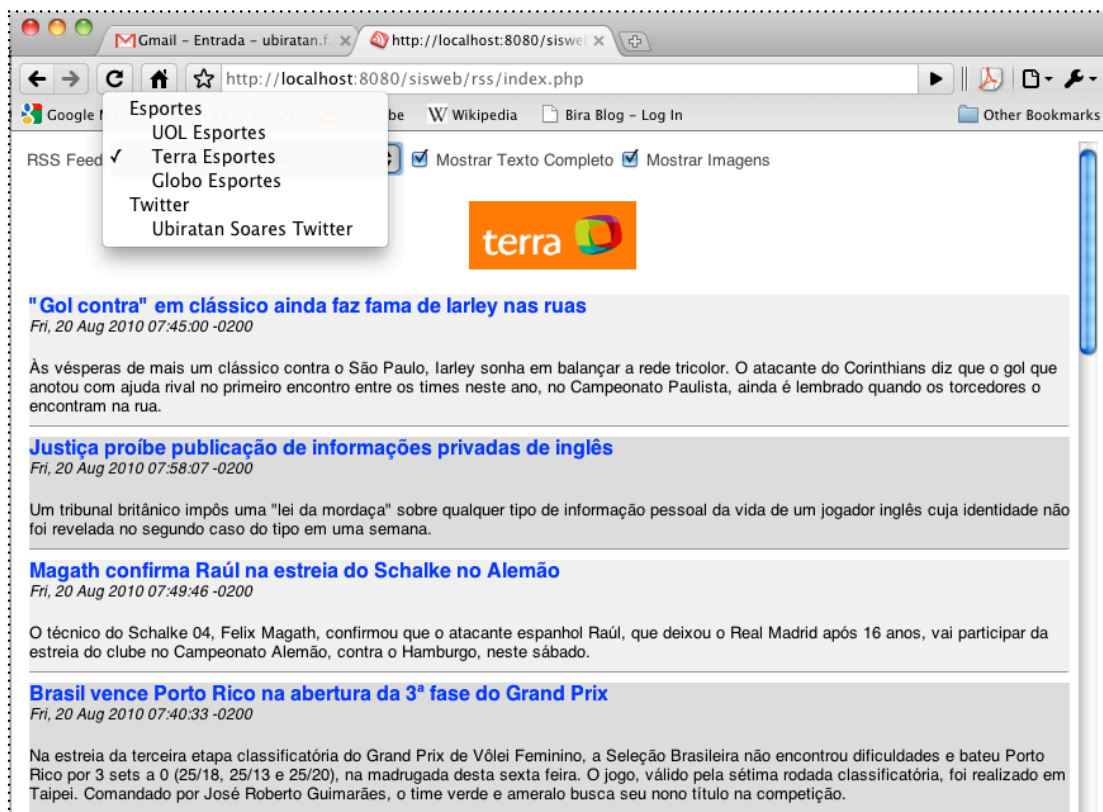 Gmail – Entrada – ubiratan.f.
http://localhost:8080/siswel
http://localhost:8080/sisweb/rss/index.php
Google
be
Wikipedia
Bira Blog – Log In
Other Bookmarks
Esportes
UOL Esportes
Terra Esportes
Globo Esportes
Twitter
Ubiratan Soares Twitter
RSS Feed
Mostrar Texto Completo
Mostrar Imagens
terra
"Gol contra" em clássico ainda faz fama de Iarley nas ruas
Fri, 20 Aug 2010 07:45:00 -0200
Às vésperas de mais um clássico contra o São Paulo, Iarley sonha em balançar a rede tricolor. O atacante do Corinthians diz que o gol que
anotou com ajuda rival no primeiro encontro entre os times neste ano, no Campeonato Paulista, ainda é lembrado quando os torcedores o
encontram na rua.
Justiça proíbe publicação de informações privadas de inglês
Fri, 20 Aug 2010 07:58:07 -0200
Um tribunal britânico impôs uma "lei da mordaça" sobre qualquer tipo de informação pessoal da vida de um jogador inglês cuja identidade não
foi revelada no segundo caso do tipo em uma semana.
Magath confirma Raúl na estreia do Schalke no Alemão
Fri, 20 Aug 2010 07:49:46 -0200
O técnico do Schalke 04, Felix Magath, confirmou que o atacante espanhol Raúl, que deixou o Real Madrid após 16 anos, vai participar da
estreia do clube no Campeonato Alemão, contra o Hamburgo, neste sábado.
Brasil vence Porto Rico na abertura da 3ª fase do Grand Prix
Fri, 20 Aug 2010 07:40:33 -0200
Na estreia da terceira etapa classificatória do Grand Prix de Vôlei Feminino, a Seleção Brasileira não encontrou dificuldades e bateu Porto
Rico por 3 sets a 0 (25/18, 25/13 e 25/20), na madrugada desta sexta feira. O jogo, válido pela sétima rodada classificatória, foi realizado em
Taipei. Comandado por José Roberto Guimarães, o time verde e ameralo busca seu nono título na competição.